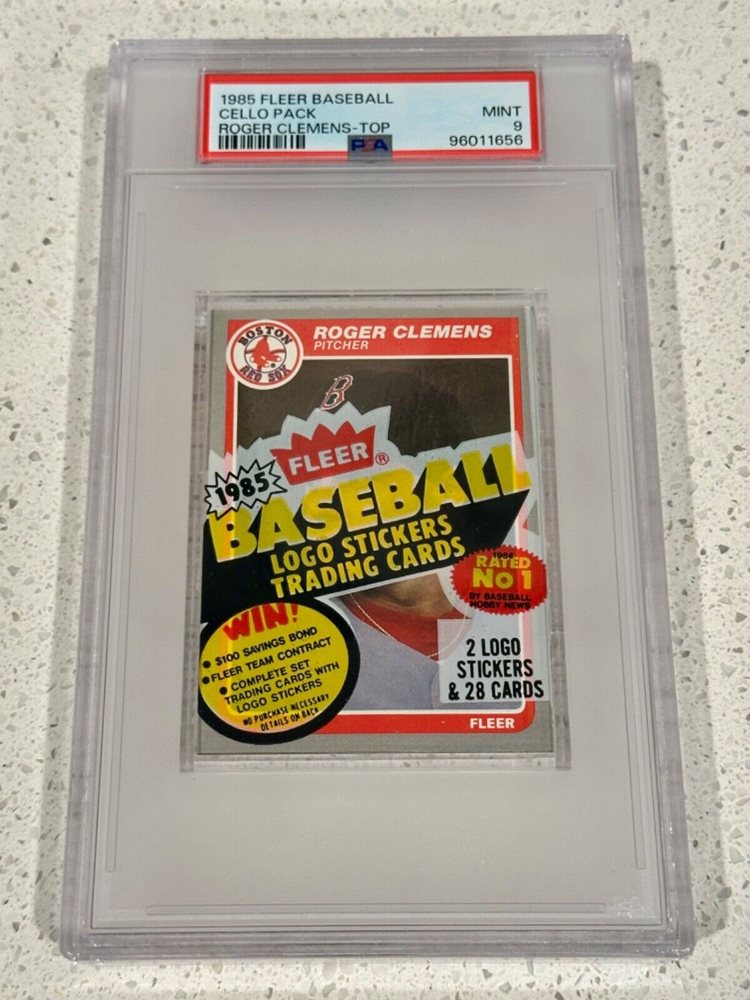 1985 FLEER BASEBALL
CELLO PACK
ROGER CLEMENS-TOP
MINT
9
96011656
PSA
BOSTON
RED SOX
ROGER CLEMENS
PITCHER
B
FLEER®
1985
BASEBALL
LOGO STICKERS
TRADING CARDS
1984
RATED
No 1
BY BASEBALL
HOBBY NEWS
WIN!
• $100 SAVINGS BOND
• FLEER TEAM CONTRACT
• COMPLETE SET
TRADING CARDS WITH
LOGO STICKERS
NO PURCHASE NECESSARY
DETAILS ON BACK
2 LOGO
STICKERS
& 28 CARDS
FLEER